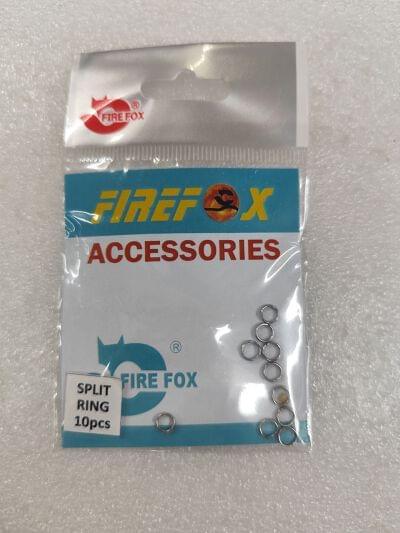 FIRE FOX ®
FIREFOX
ACCESSORIES
®
FIRE FOX
SPLIT
RING
10pcs